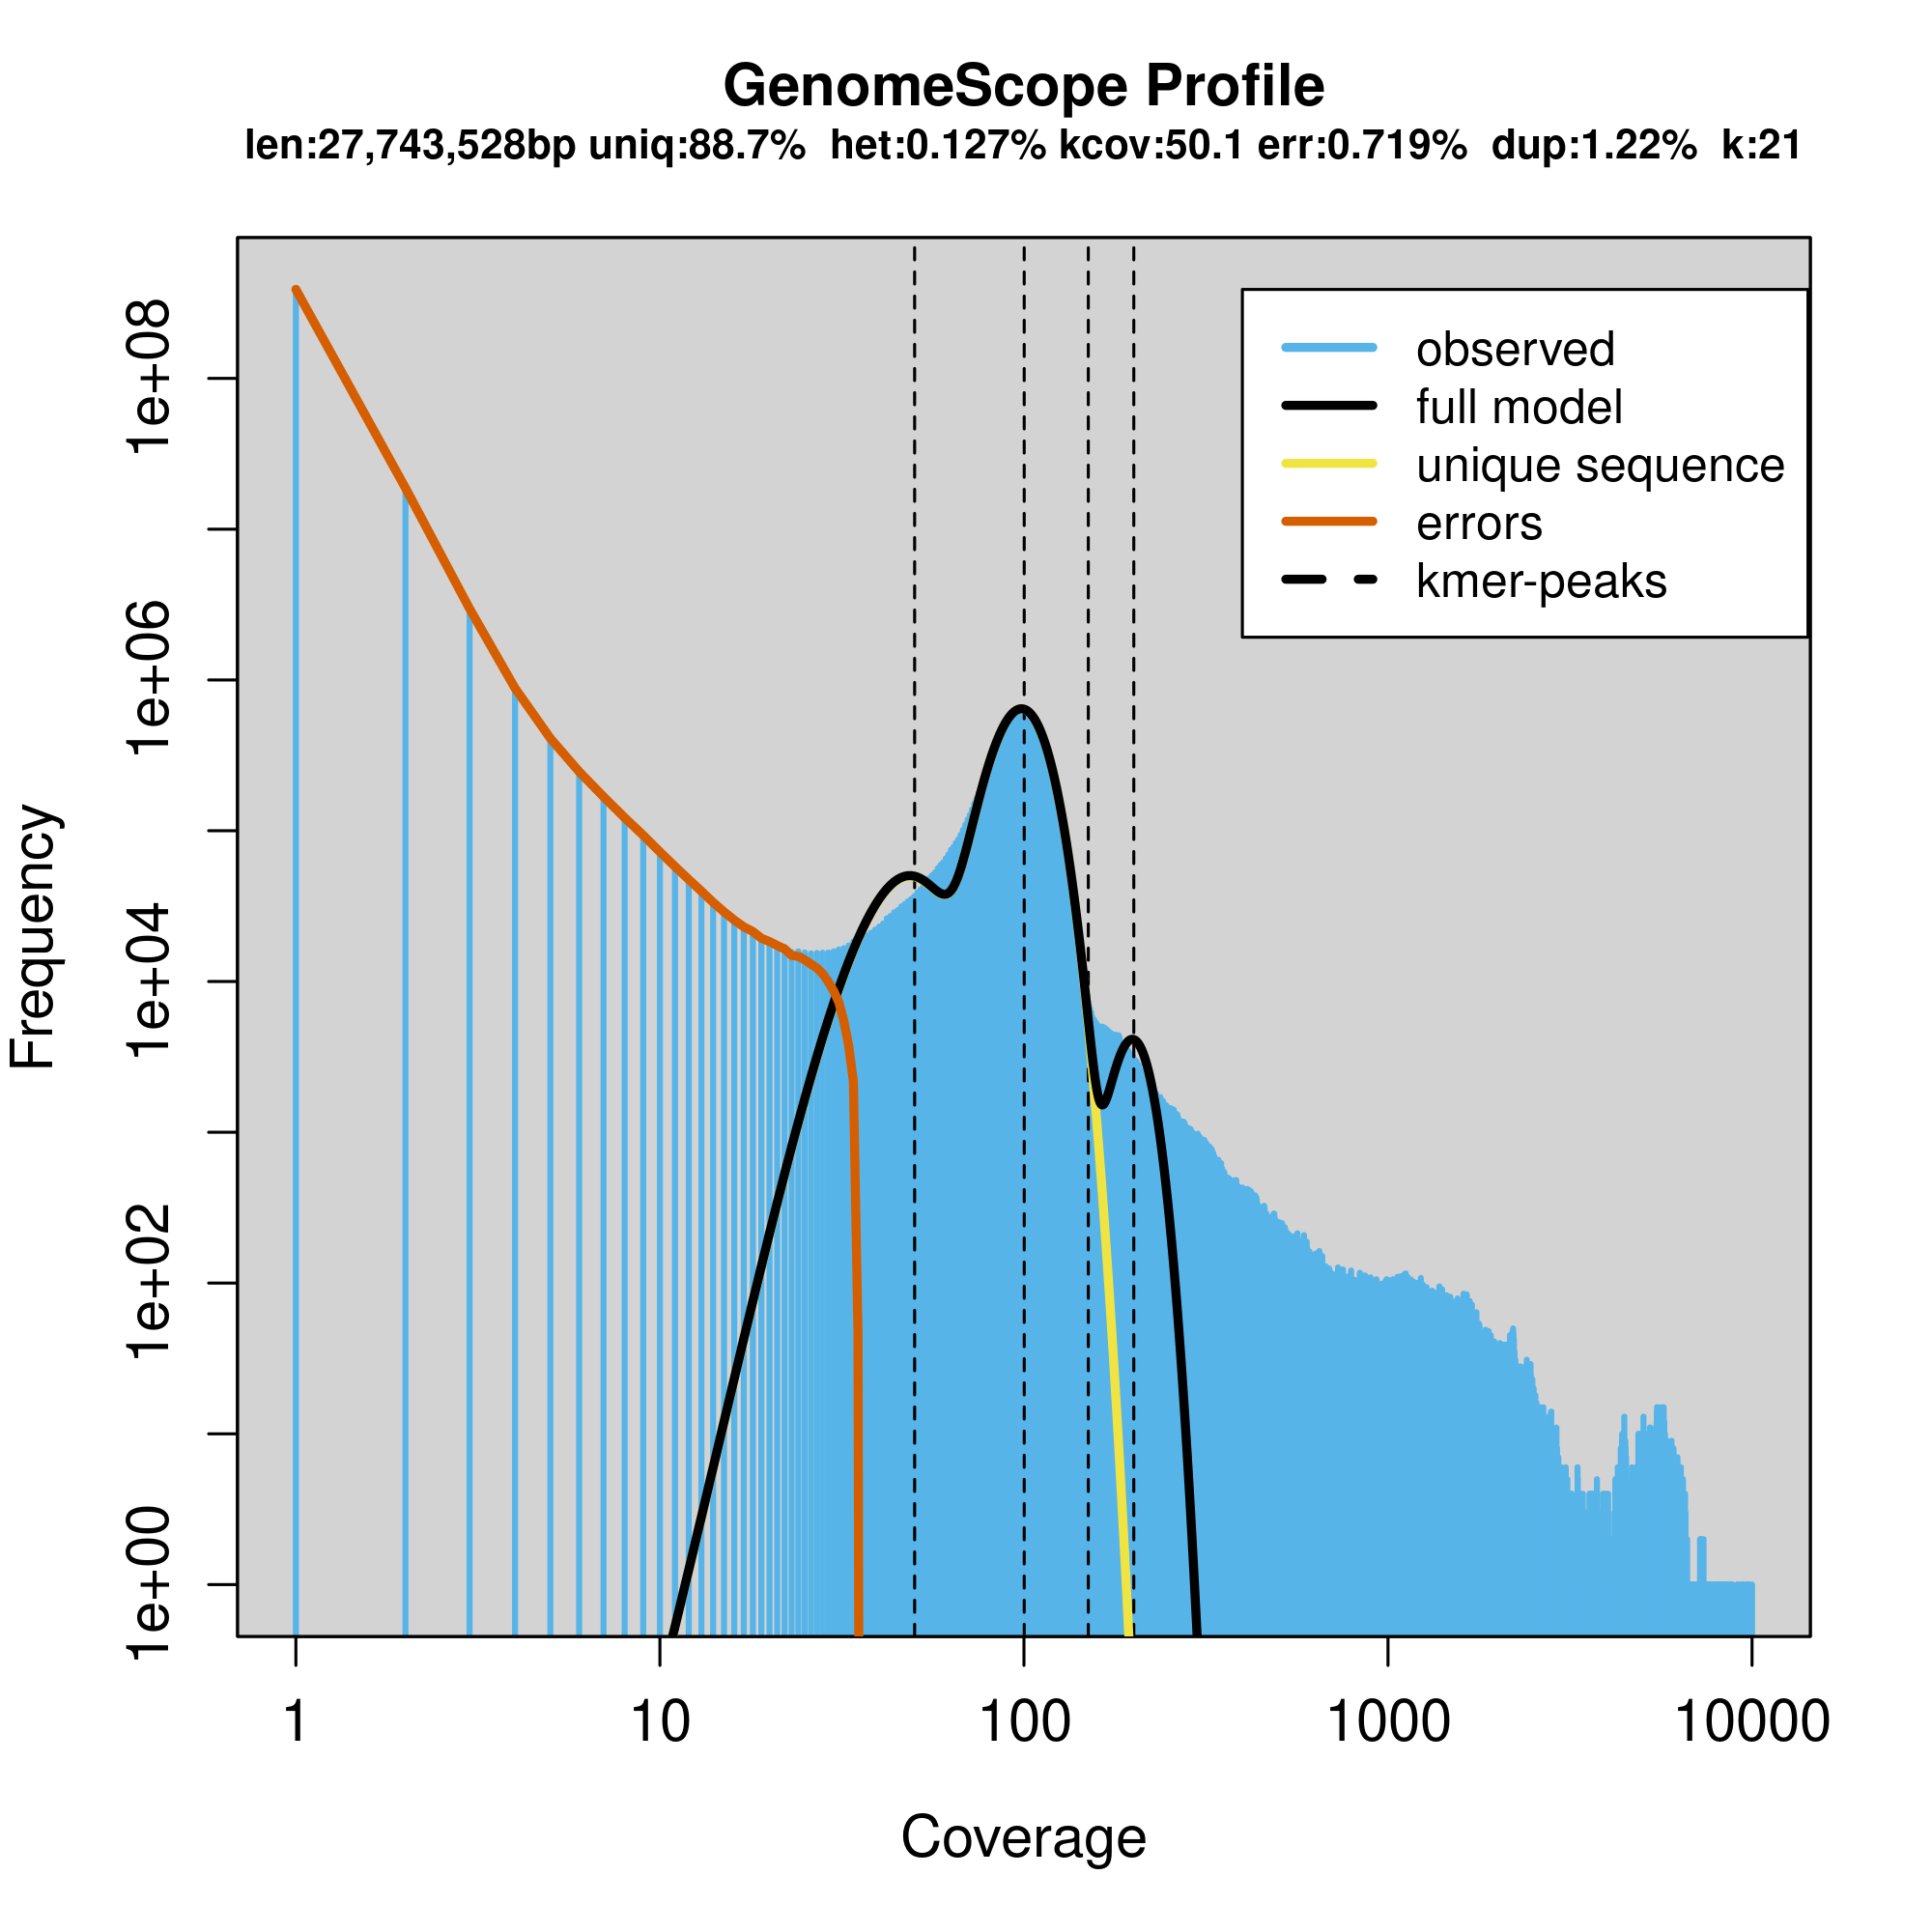 GenomeScope Profile
len:27,743,528bp uniq:88.7% het:0.127% kcov:50.1 err:0.719% dup:1.22% k:21
observed
full model
unique sequence
errors
kmer-peaks
Frequency
1e+08
1e+06
1e+04
1e+02
1e+00
1 10 100 1000 10000
Coverage